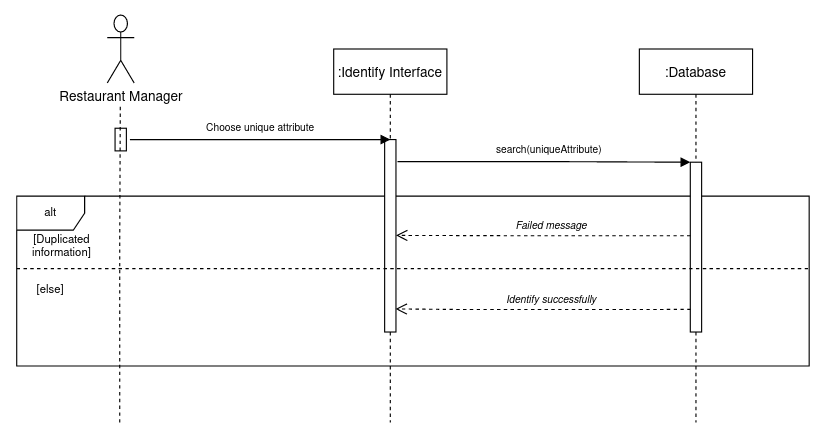 Restaurant Manager
:Identify Interface
:Database
Choose unique attribute
search(uniqueAttribute)
alt
[Duplicated
information]
Failed message
[else]
Identify successfully